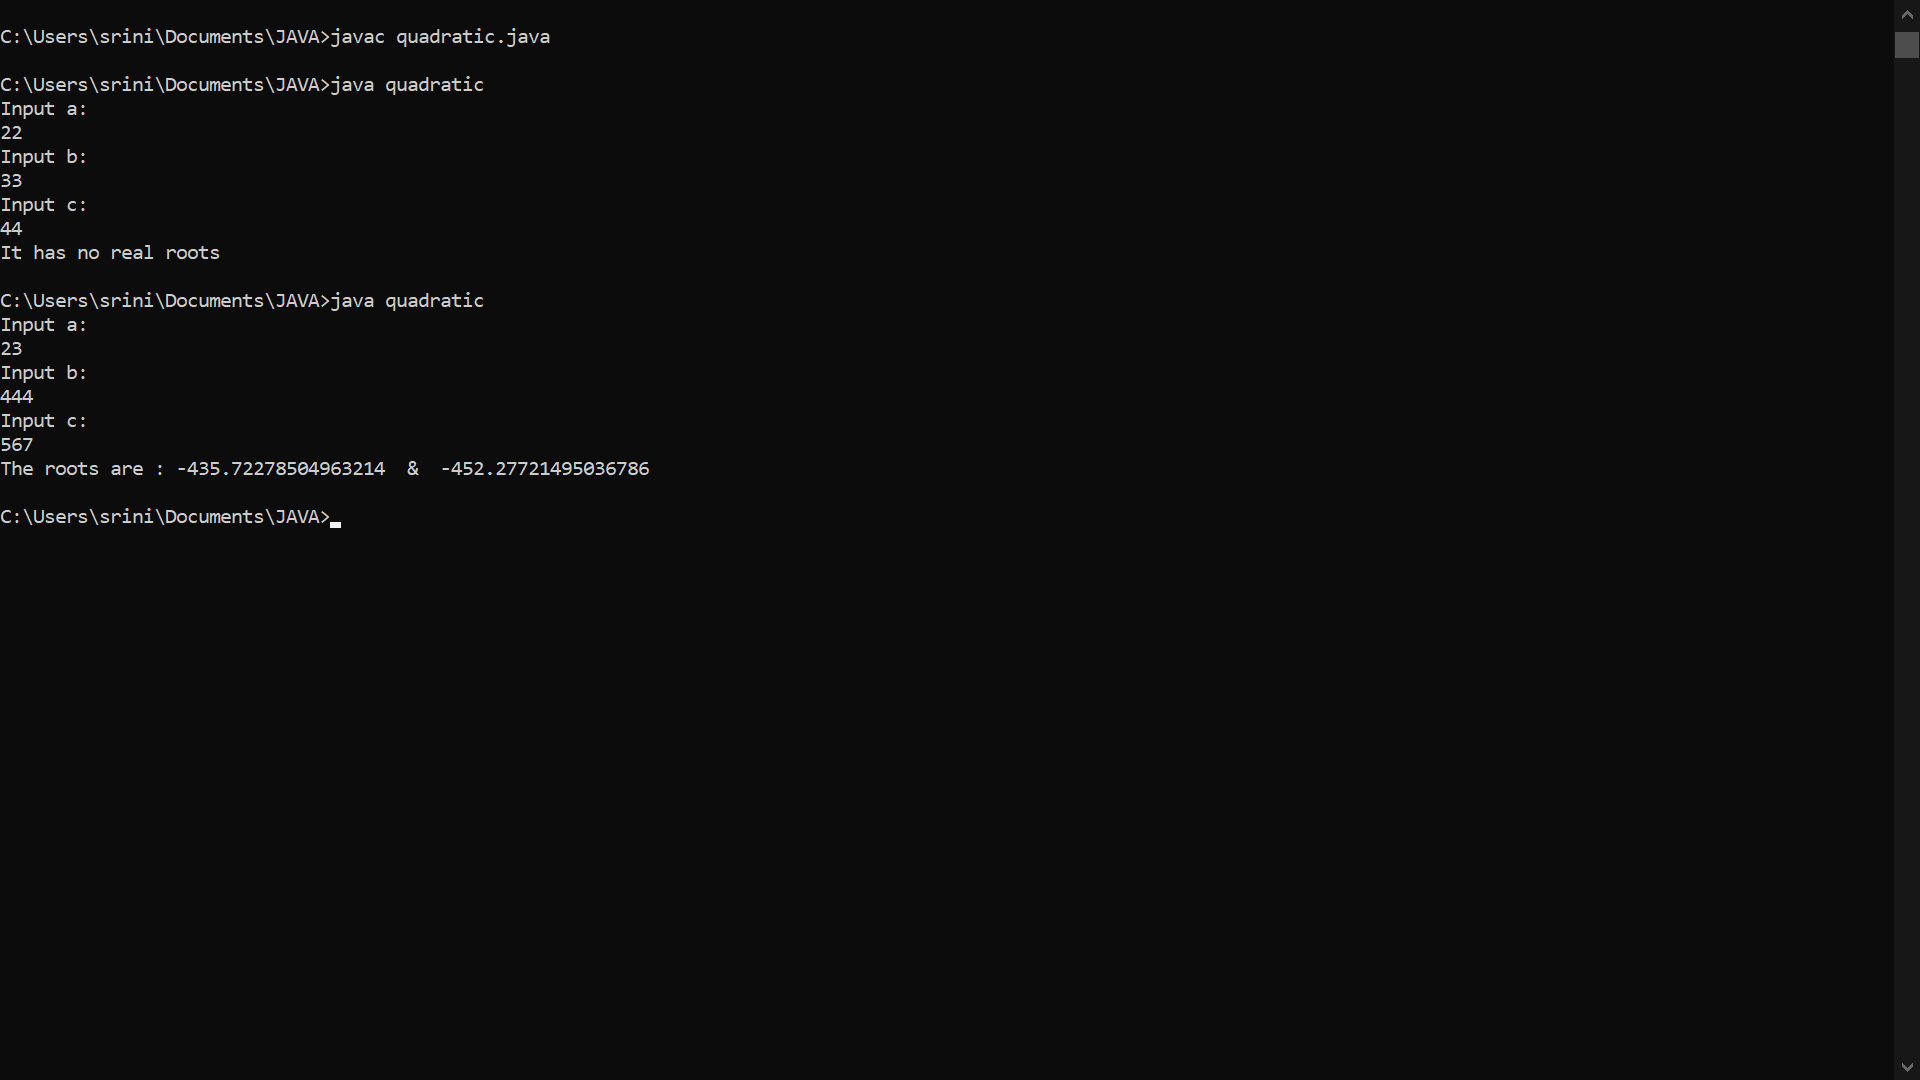 C:\Users\srini\Documents\JAVA>javac quadratic.java
C:\Users\srini\Documents\JAVA>java quadratic
Input a:
22
Input b:
33
Input c:
44
It has no real roots
C:\Users\srini\Documents\JAVA>java quadratic
Input a:
23
Input b:
444
Input c:
567
The roots are : -435.72278504963214  &  -452.27721495036786
C:\Users\srini\Documents\JAVA>